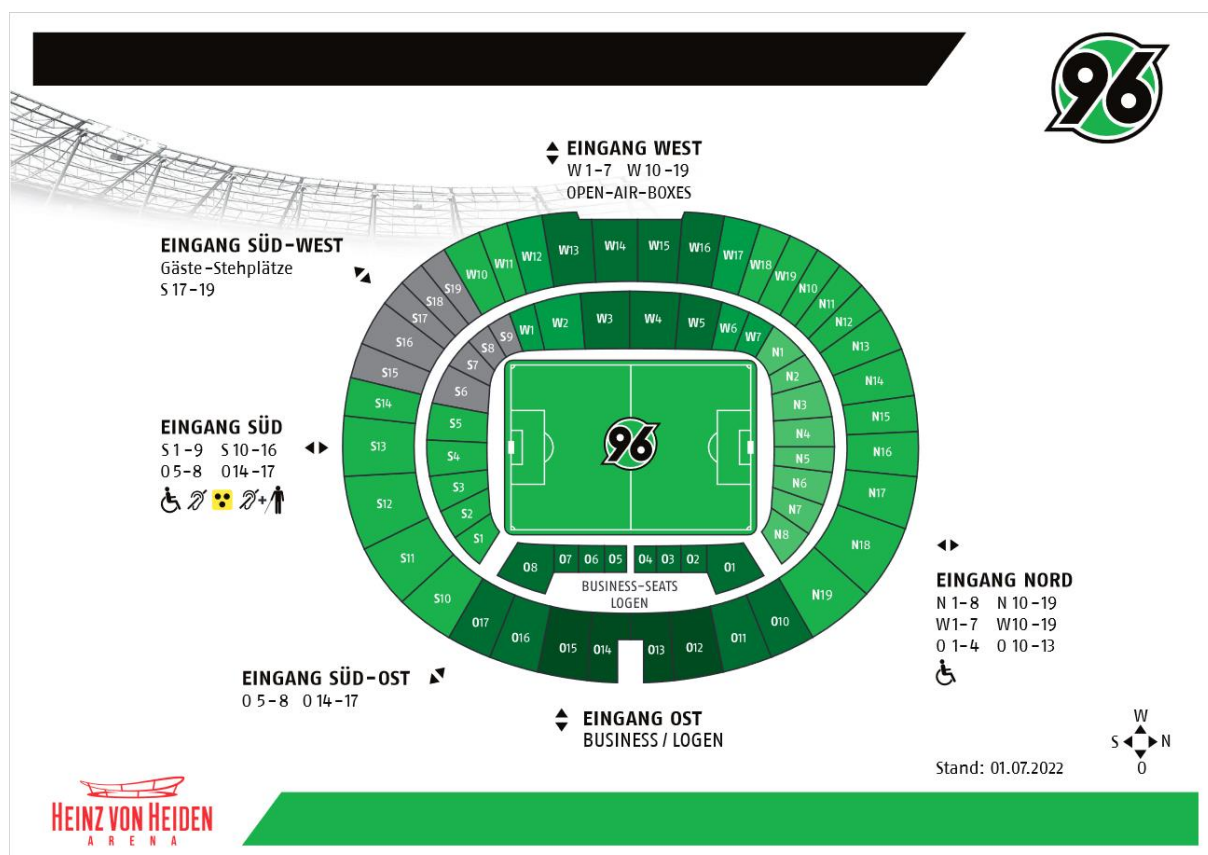 96
EINGANG WEST
W 1-7 W 10-19
OPEN-AIR-BOXES
EINGANG SÜD-WEST
Gäste-Stehplätze
S 17-19
W10 W11 W12 W13 W14 W15 W16 W17 W18 W19
N10 N11 N12 N13 N14 N15 N16 N17 N18 N19
S19 S18 S17 S16 S15 S14 S13 S12 S11 S10
W1 W2 W3 W4 W5 W6 W7
N1 N2 N3 N4 N5 N6 N7 N8
S9 S8 S7 S6 S5 S4 S3 S2 S1
96
EINGANG SÜD
S 1-9 S 10-16
O 5-8 O 14-17
O8 O7 O6 O5 O4 O3 O2 O1
BUSINESS-SEATS
LOGEN
O17 O16 O15 O14 O13 O12 O11 O10
EINGANG NORD
N 1-8 N 10-19
W 1-7 W 10-19
O 1-4 O 10-13
EINGANG SÜD-OST
O 5-8 O 14-17
EINGANG OST
BUSINESS / LOGEN
W
S N
O
Stand: 01.07.2022
HEINZ VON HEIDEN
ARENA